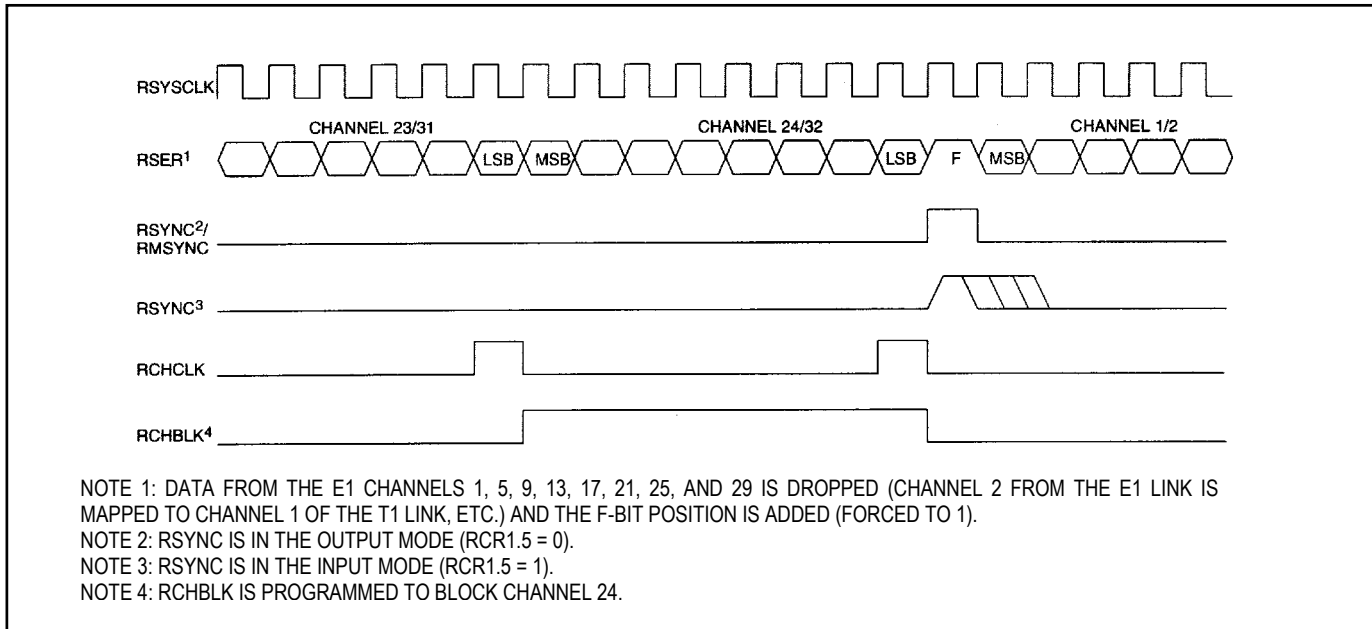 RSYSCLK
CHANNEL 23/31 CHANNEL 24/32 CHANNEL 1/2
RSER1 LSB MSB LSB F MSB
RSYNC2/
RMSYNC
RSYNC3
RCHCLK
RCHBLK4
NOTE 1: DATA FROM THE E1 CHANNELS 1, 5, 9, 13, 17, 21, 25, AND 29 IS DROPPED (CHANNEL 2 FROM THE E1 LINK IS
MAPPED TO CHANNEL 1 OF THE T1 LINK, ETC.) AND THE F-BIT POSITION IS ADDED (FORCED TO 1).
NOTE 2: RSYNC IS IN THE OUTPUT MODE (RCR1.5 = 0).
NOTE 3: RSYNC IS IN THE INPUT MODE (RCR1.5 = 1).
NOTE 4: RCHBLK IS PROGRAMMED TO BLOCK CHANNEL 24.